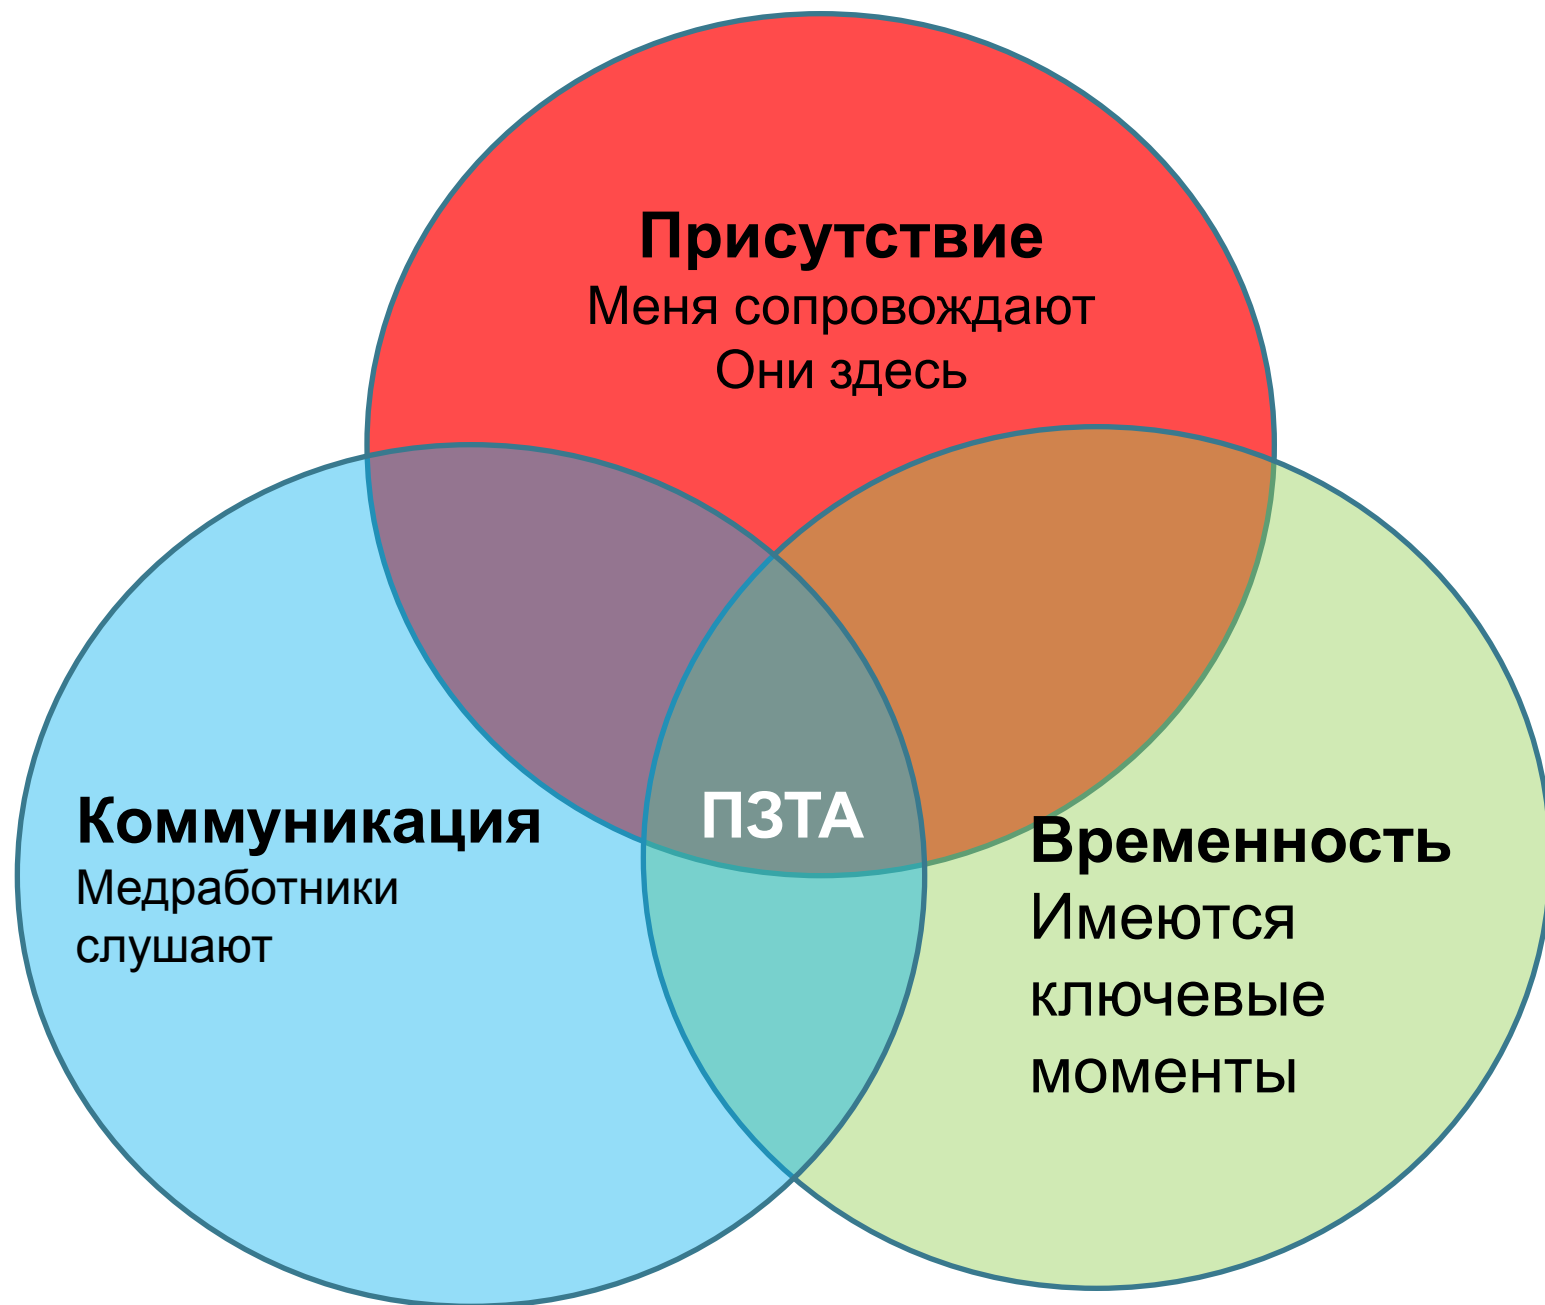 Присутствие
Меня сопровождают
Они здесь
Коммуникация
Медработники
слушают
ПЗТА
Временность
Имеются
ключевые
моменты